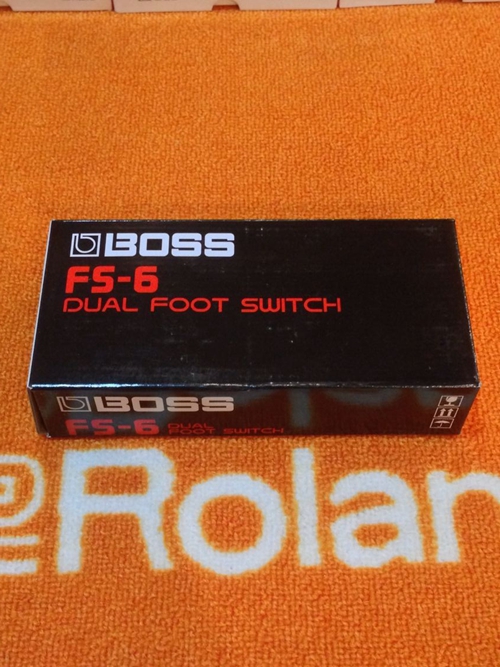 BOSS
FS-6
DUAL FOOT SWITCH
BOSS
FS-6 DUAL
FOOT SWITCH
Rolan